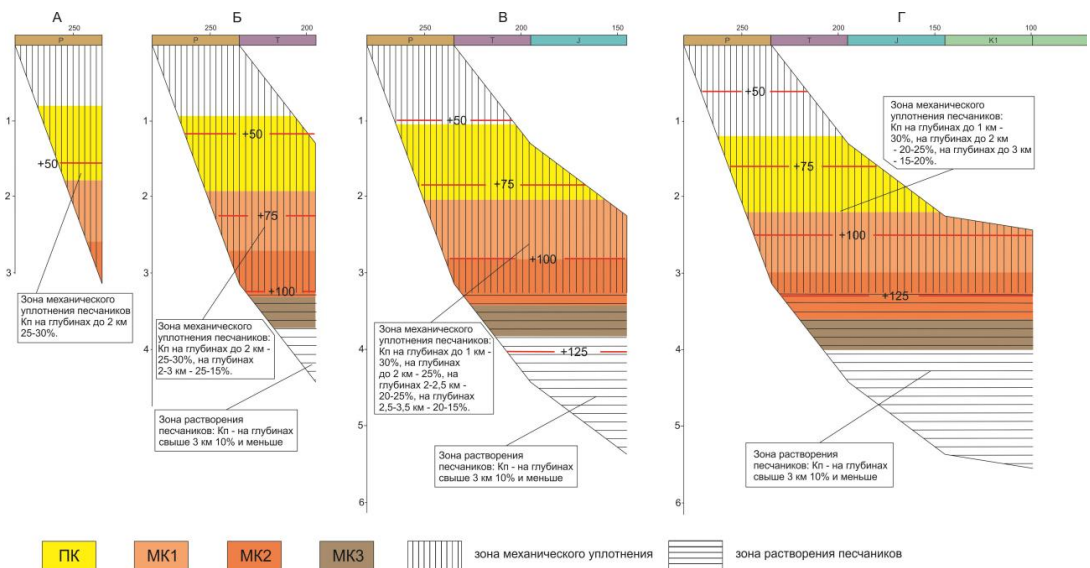 А
Б
В
Г
250
250
200
250
200
150
250
200
150
100
P
P
T
P
T
J
P
T
J
K1
1
2
3
+50
Зона механического
уплотнения песчаников
Кп на глубинах до 2 км
25-30%.
1
2
3
4
+50
+75
+100
Зона механического
уплотнения песчаников:
Кп на глубинах до 2 км -
25-30%, на глубинах
2-3 км - 25-15%.
Зона растворения
песчаников: Кп - на глубинах
свыше 3 км 10% и меньше
1
2
3
4
5
6
+50
+75
+100
+125
Зона механического
уплотнения песчаников:
Кп на глубинах до 1 км -
30%, на глубинах
до 2 км - 25%, на
глубинах 2-2,5 км -
20-25%, на глубинах
2,5-3,5 км - 20-15%.
Зона растворения
песчаников: Кп - на глубинах
свыше 3 км 10% и меньше
1
2
3
4
5
6
+50
+75
+100
+125
Зона механического
уплотнения песчаников:
Кп на глубинах до 1 км -
30%, на глубинах до 2 км
- 20-25%, на глубинах до 3 км
- 15-20%.
Зона растворения
песчаников: Кп - на глубинах
свыше 3 км 10% и меньше
ПК
МК1
МК2
МК3
зона механического уплотнения
зона растворения песчаников